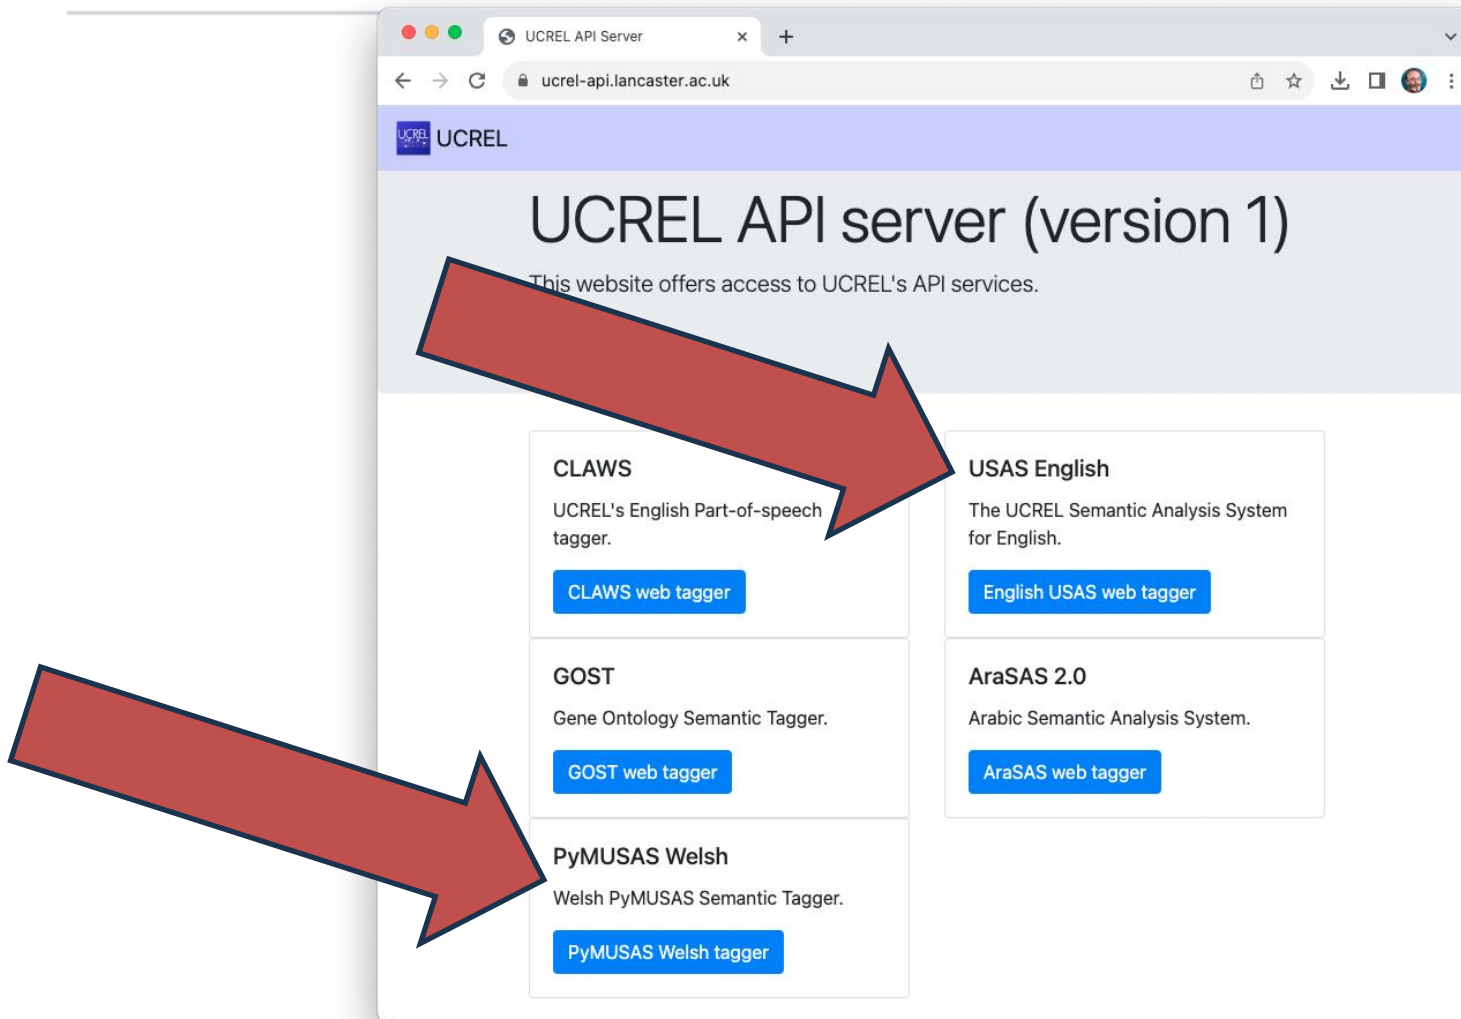 UCREL API Server
ucrel-api.lancaster.ac.uk
UCREL
UCREL
UCREL API server (version 1)
This website offers access to UCREL's API services.
CLAWS
UCREL's English Part-of-speech
tagger.
CLAWS web tagger
USAS English
The UCREL Semantic Analysis System
for English.
English USAS web tagger
GOST
Gene Ontology Semantic Tagger.
GOST web tagger
AraSAS 2.0
Arabic Semantic Analysis System.
AraSAS web tagger
PyMUSAS Welsh
Welsh PyMUSAS Semantic Tagger.
PyMUSAS Welsh tagger